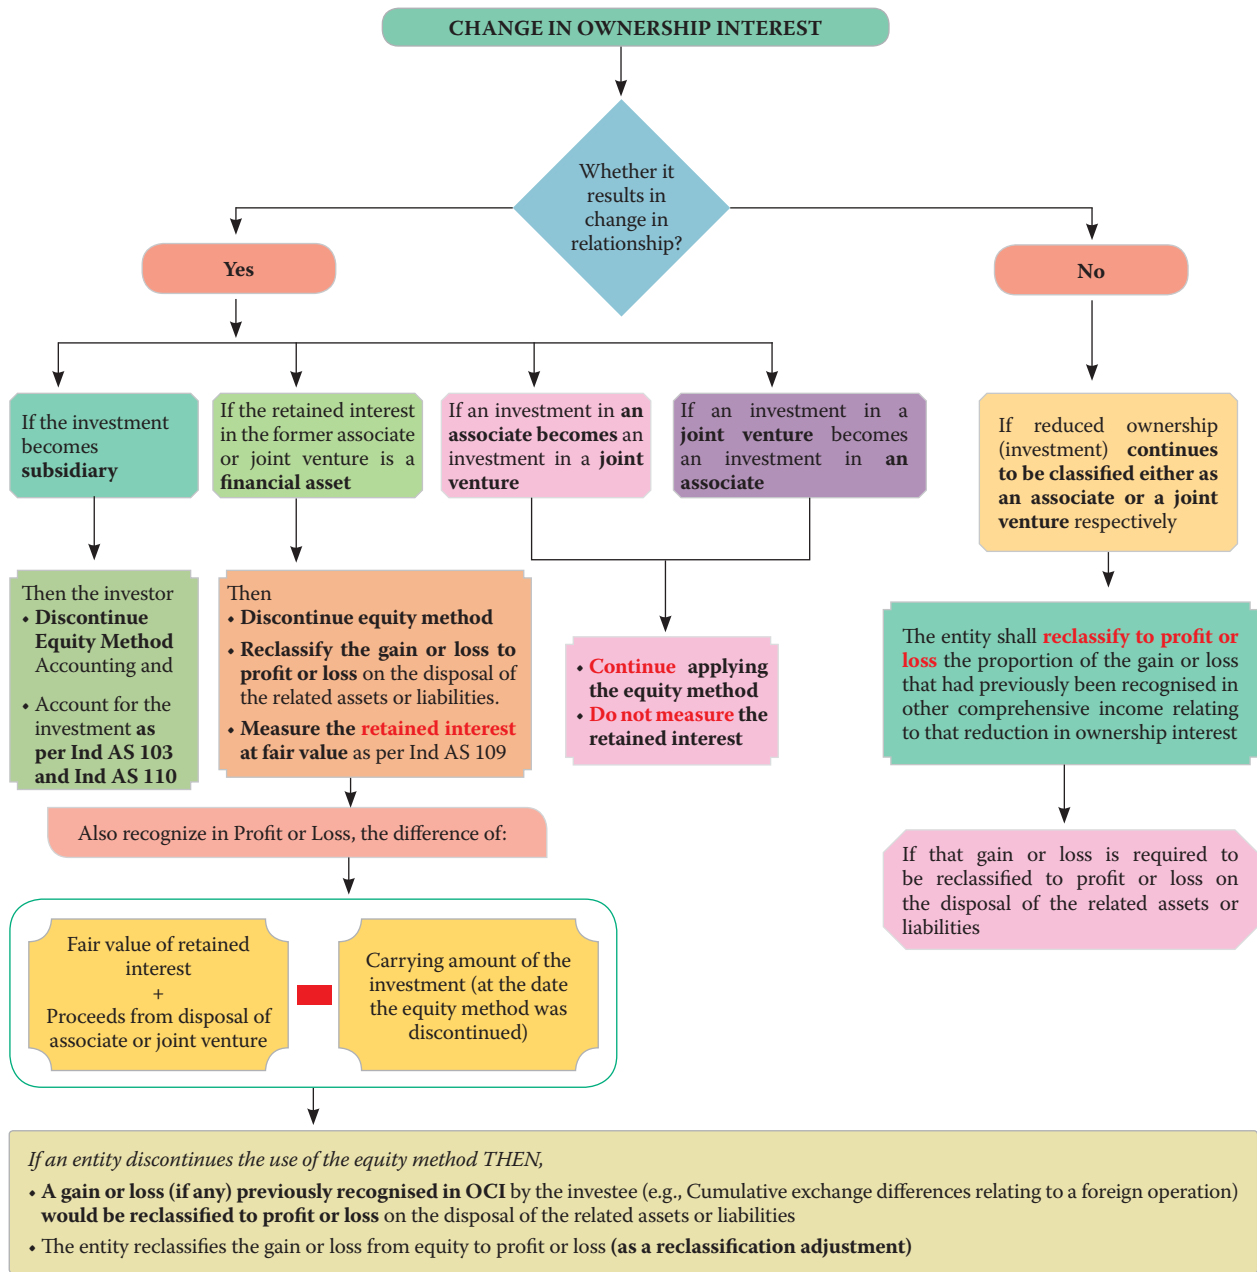 CHANGE IN OWNERSHIP INTEREST
Whether it
results in
change in
relationship?
Yes
No
If the investment
becomes
subsidiary
If the retained interest
in the former associate
or joint venture is a
financial asset
If an investment in an
associate becomes an
investment in a joint
venture
If an investment in a
joint venture becomes
an investment in an
associate
If reduced ownership
(investment) continues
to be classified either as
an associate or a joint
venture respectively
Then the investor
• Discontinue
Equity Method
Accounting and
• Account for the
investment as
per Ind AS 103
and Ind AS 110
Then
• Discontinue equity method
• Reclassify the gain or loss to
profit or loss on the disposal of
the related assets or liabilities.
• Measure the retained interest
at fair value as per Ind AS 109
• Continue applying
the equity method
• Do not measure the
retained interest
The entity shall reclassify to profit or
loss the proportion of the gain or loss
that had previously been recognised in
other comprehensive income relating
to that reduction in ownership interest
Also recognize in Profit or Loss, the difference of:
If that gain or loss is required to
be reclassified to profit or loss on
the disposal of the related assets or
liabilities
Fair value of retained
interest
+
Proceeds from disposal of
associate or joint venture
Carrying amount of the
investment (at the date
the equity method was
discontinued)
If an entity discontinues the use of the equity method THEN,
• A gain or loss (if any) previously recognised in OCI by the investee (e.g., Cumulative exchange differences relating to a foreign operation)
would be reclassified to profit or loss on the disposal of the related assets or liabilities
• The entity reclassifies the gain or loss from equity to profit or loss (as a reclassification adjustment)